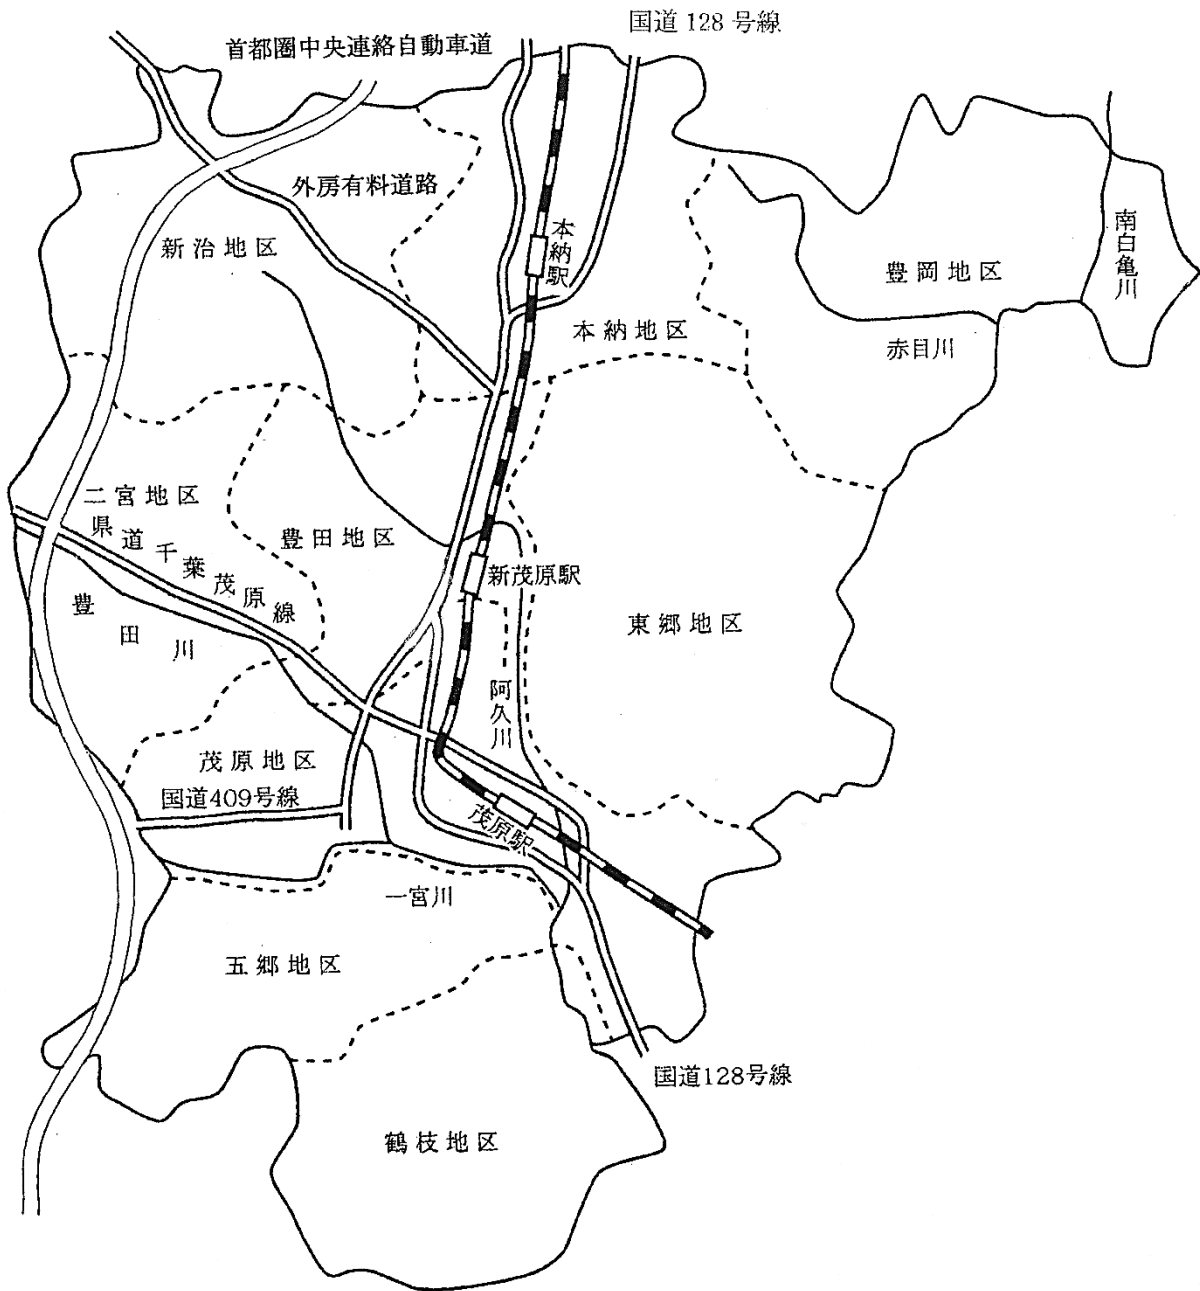 国道 128 号線
首都圏中央連絡自動車道
外房有料道路
新治地区
本納駅
南白亀川
豊岡地区
本納地区
赤目川
二宮地区
県道千葉茂原線
豊田地区
新茂原駅
豊田川
東郷地区
阿久川
茂原地区
国道409号線
茂原駅
一宮川
五郷地区
国道128号線
鶴枝地区